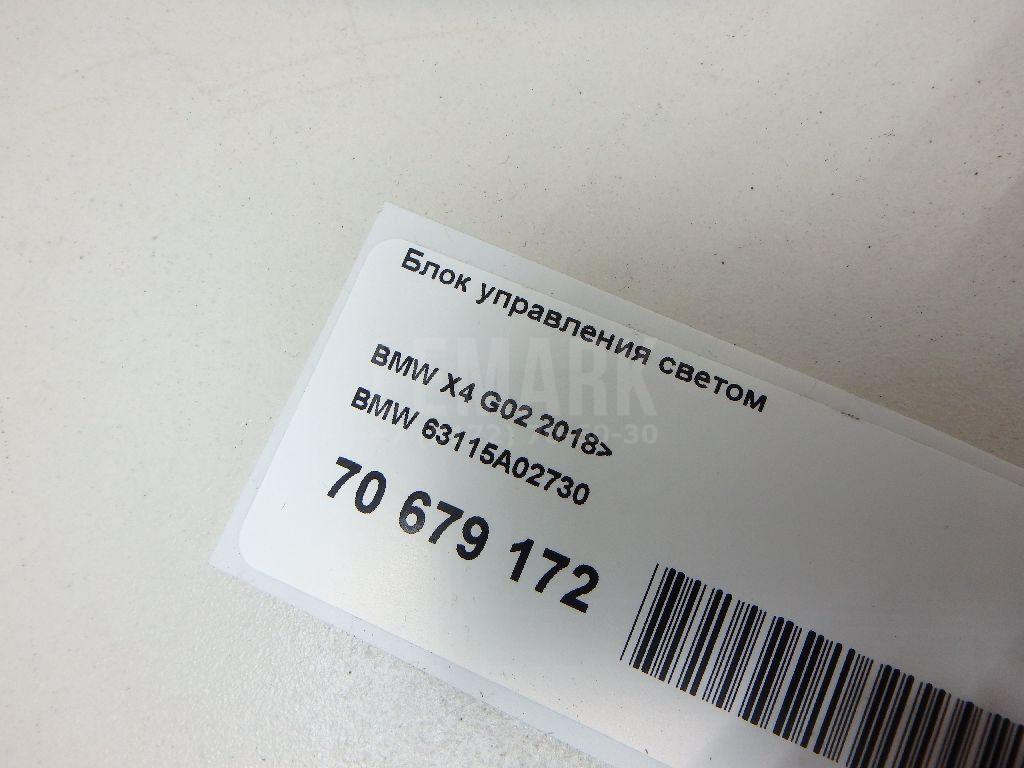 Блок управления светом
BMW X4 G02 2018>
BMW 63115A02730
70 679 172